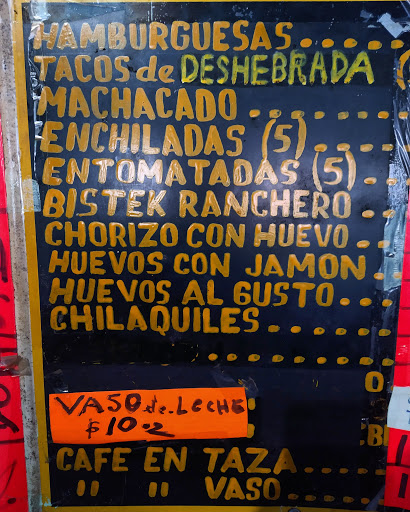 HAMBURGUESAS.....
TACOS de DESHEBRADA
MACHACADO .......
ENCHILADAS (5)....
ENTOMATADAS (5)...
BISTEK RANCHERO ..
CHORIZO CON HUEVO .
HUEVOS CON JAMON
HUEVOS AL GUSTO...
CHILAQUILES.......
VASO de LECHE
$10.oo
CAFE EN TAZA....
" " VASO.....